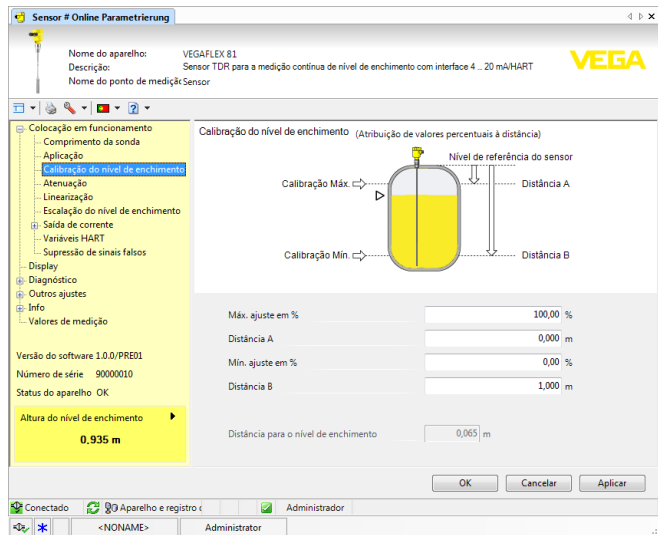 Sensor # Online Parametrierung
Nome do aparelho: VEGAFLEX 81
Descrição: Sensor TDR para a medição contínua de nível de enchimento com interface 4 .. 20 mA/HART
Nome do ponto de medição Sensor
VEGA
Colocação em funcionamento
Comprimento da sonda
Aplicação
Calibração do nível de enchimento
Atenuação
Linearização
Escalação do nível de enchimento
Saída de corrente
Variáveis HART
Supressão de sinais falsos
Display
Diagnóstico
Outros ajustes
Info
Valores de medição
Versão do software 1.0.0/PRE01
Número de série 90000010
Status do aparelho OK
Altura do nível de enchimento
0,935 m
Calibração do nível de enchimento (Atribuição de valores percentuais à distância)
Nível de referência do sensor
Calibração Máx.
Distância A
Calibração Mín.
Distância B
Máx. ajuste em % 100,00 %
Distância A 0,000 m
Mín. ajuste em % 0,00 %
Distância B 1,000 m
Distância para o nível de enchimento 0,065 m
OK Cancelar Aplicar
Conectado Aparelho e registro Administrador
<NONAME> Administrator